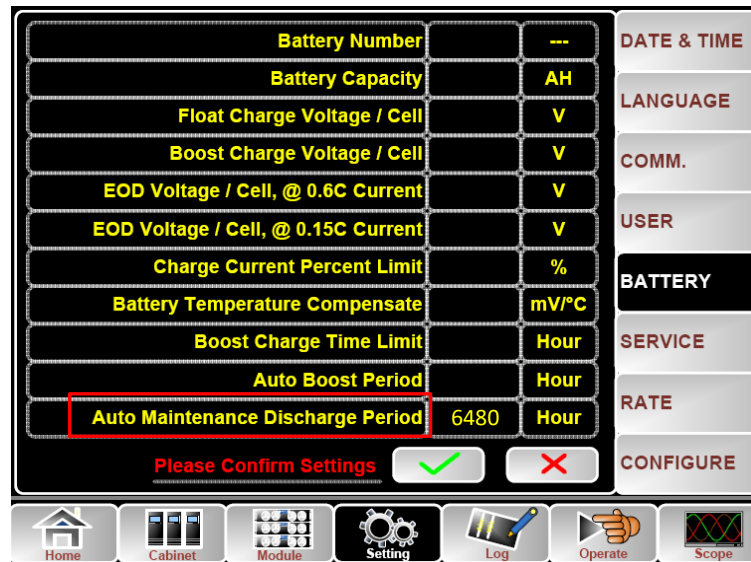 Battery Number ---
Battery Capacity AH
Float Charge Voltage / Cell V
Boost Charge Voltage / Cell V
EOD Voltage / Cell, @ 0.6C Current V
EOD Voltage / Cell, @ 0.15C Current V
Charge Current Percent Limit %
Battery Temperature Compensate mV/°C
Boost Charge Time Limit Hour
Auto Boost Period Hour
Auto Maintenance Discharge Period 6480 Hour
Please Confirm Settings
DATE & TIME
LANGUAGE
COMM.
USER
BATTERY
SERVICE
RATE
CONFIGURE
Home Cabinet Module Setting Log Operate Scope